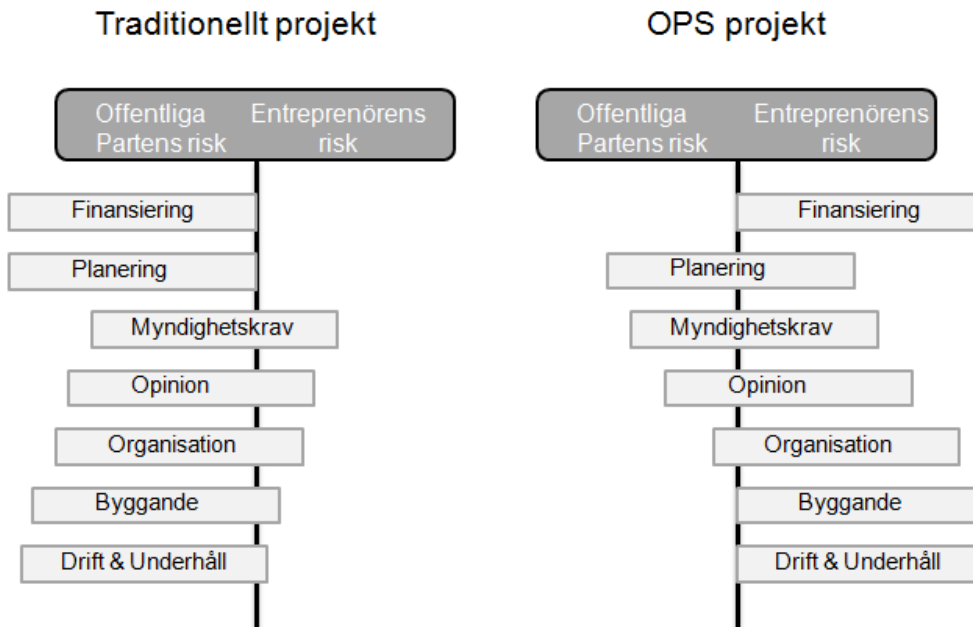 Traditionellt projekt
Offentliga Entreprenörens
Partens risk risk
Finansiering
Planering
Myndighetskrav
Opinion
Organisation
Byggande
Drift & Underhåll
OPS projekt
Offentliga Entreprenörens
Partens risk risk
Finansiering
Planering
Myndighetskrav
Opinion
Organisation
Byggande
Drift & Underhåll